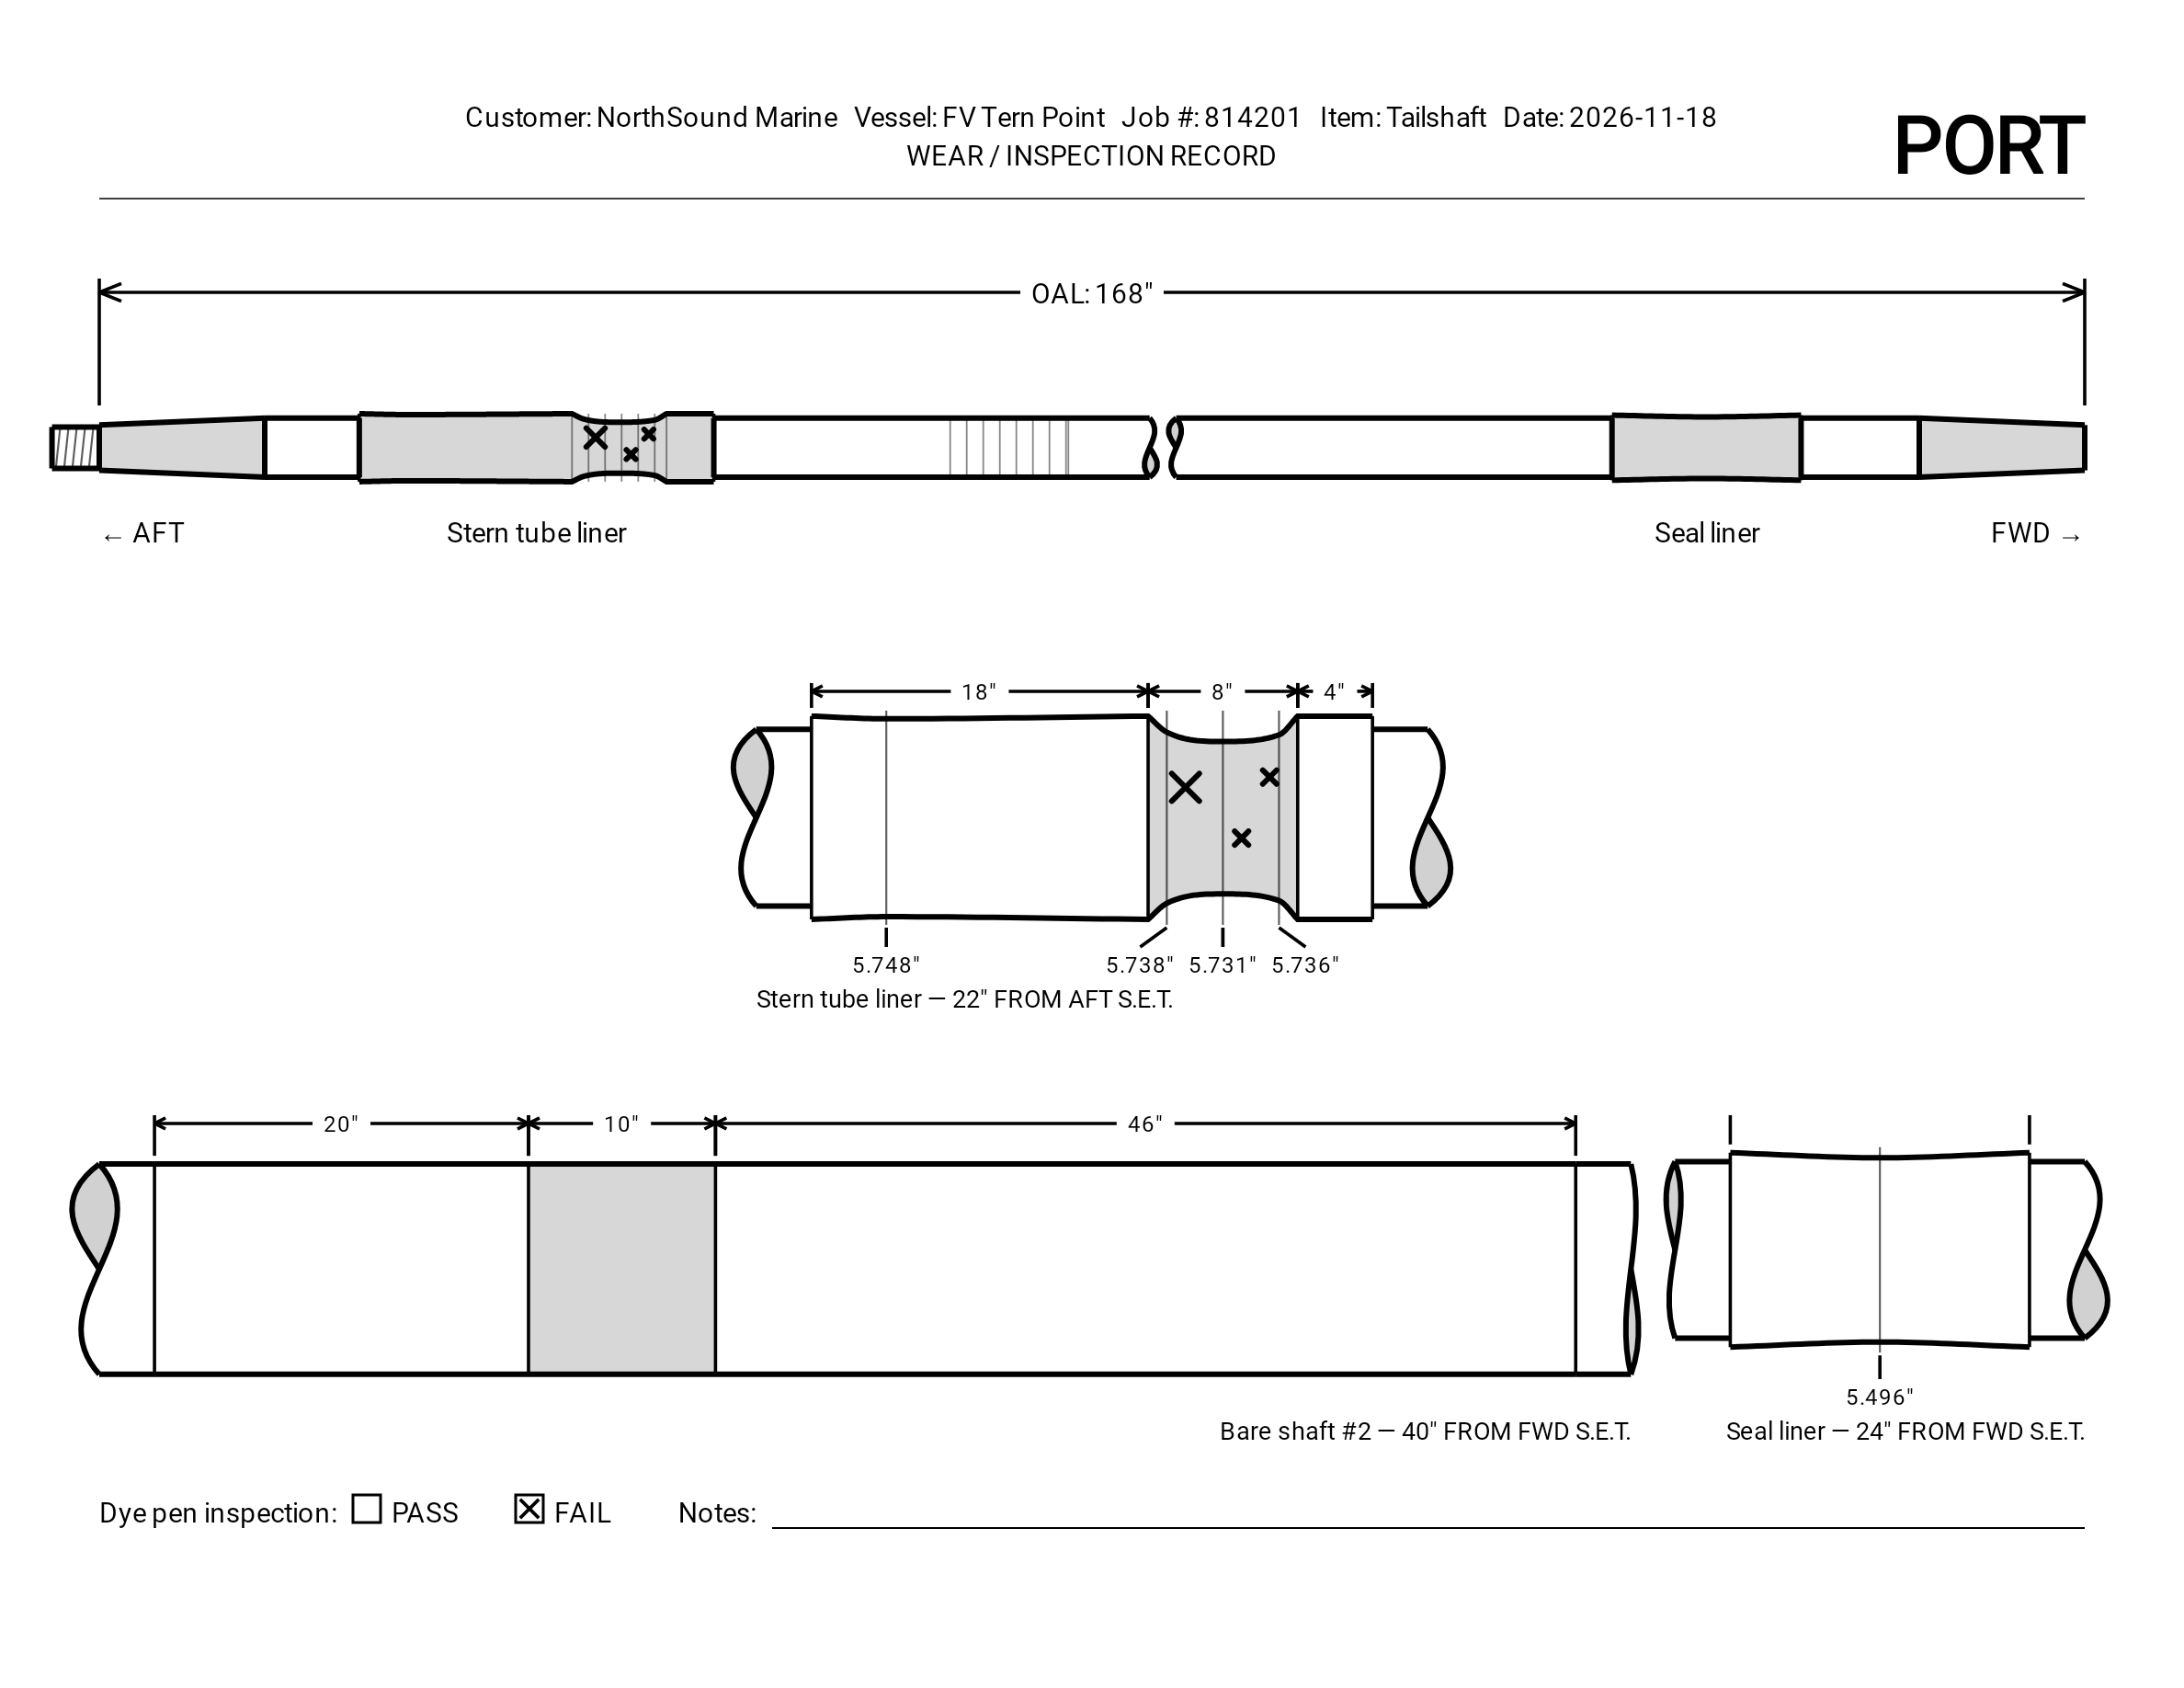 Customer: NorthSound Marine Vessel: FV Tern Point Job #: 814201 Item: Tailshaft Date: 2026-11-18
WEAR / INSPECTION RECORD
PORT
OAL: 168"
← AFT
Stern tube liner
Seal liner
FWD →
18"
8"
4"
5.748"
5.738"
5.731"
5.736"
Stern tube liner — 22" FROM AFT S.E.T.
20"
10"
46"
5.496"
Bare shaft #2 — 40" FROM FWD S.E.T.
Seal liner — 24" FROM FWD S.E.T.
Dye pen inspection: PASS FAIL Notes: